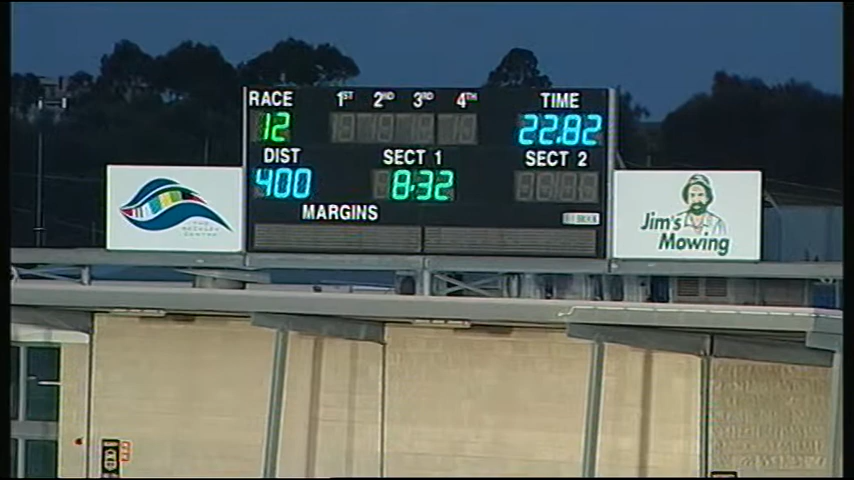 RACE 1ST 2ND 3RD 4TH TIME
12 22.82
DIST SECT 1 SECT 2
400 8.32
MARGINS
Jim's
Mowing